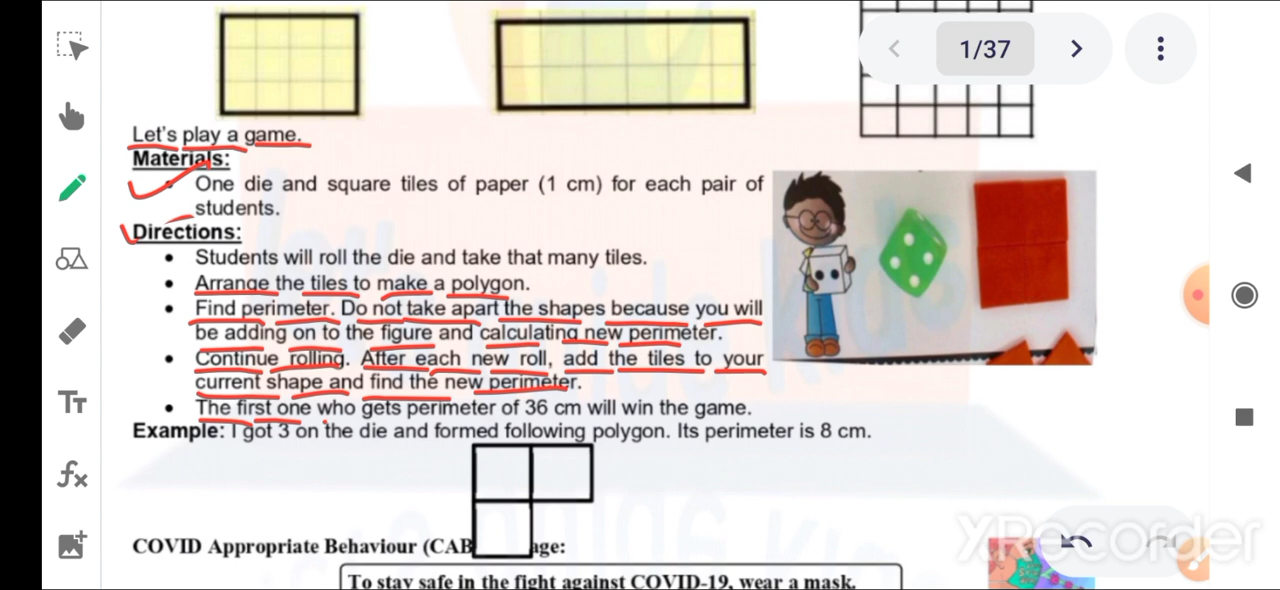 1/37
Let's play a game.
Materials:
One die and square tiles of paper (1 cm) for each pair of
students.
Directions:
• Students will roll the die and take that many tiles.
• Arrange the tiles to make a polygon.
• Find perimeter. Do not take apart the shapes because you will
be adding on to the figure and calculating new perimeter.
• Continue rolling. After each new roll, add the tiles to your
current shape and find the new perimeter.
• The first one who gets perimeter of 36 cm will win the game.
Example: I got 3 on the die and formed following polygon. Its perimeter is 8 cm.
COVID Appropriate Behaviour (CAB age:
To stay safe in the fight against COVID-19, wear a mask.
Tт
fx
XRecorder